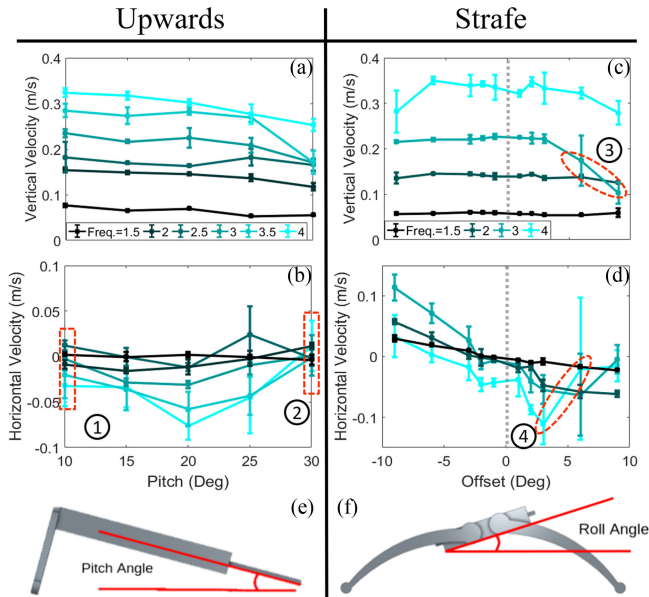 Upwards
Strafe
(a)
Vertical Velocity (m/s)
0.4
0.3
0.2
0.1
0
Freq.=1.5 2 2.5 3 3.5 4
(c)
Vertical Velocity (m/s)
0.4
0.3
0.2
0.1
0
3
Freq.=1.5 2 3 4
(b)
Horizontal Velocity (m/s)
0.1
0.05
0
-0.05
-0.1
1
2
10 15 20 25 30
Pitch (Deg)
(d)
Horizontal Velocity (m/s)
0.1
0
-0.1
4
-10 -5 0 5 10
Offset (Deg)
(e)
Pitch Angle
(f)
Roll Angle